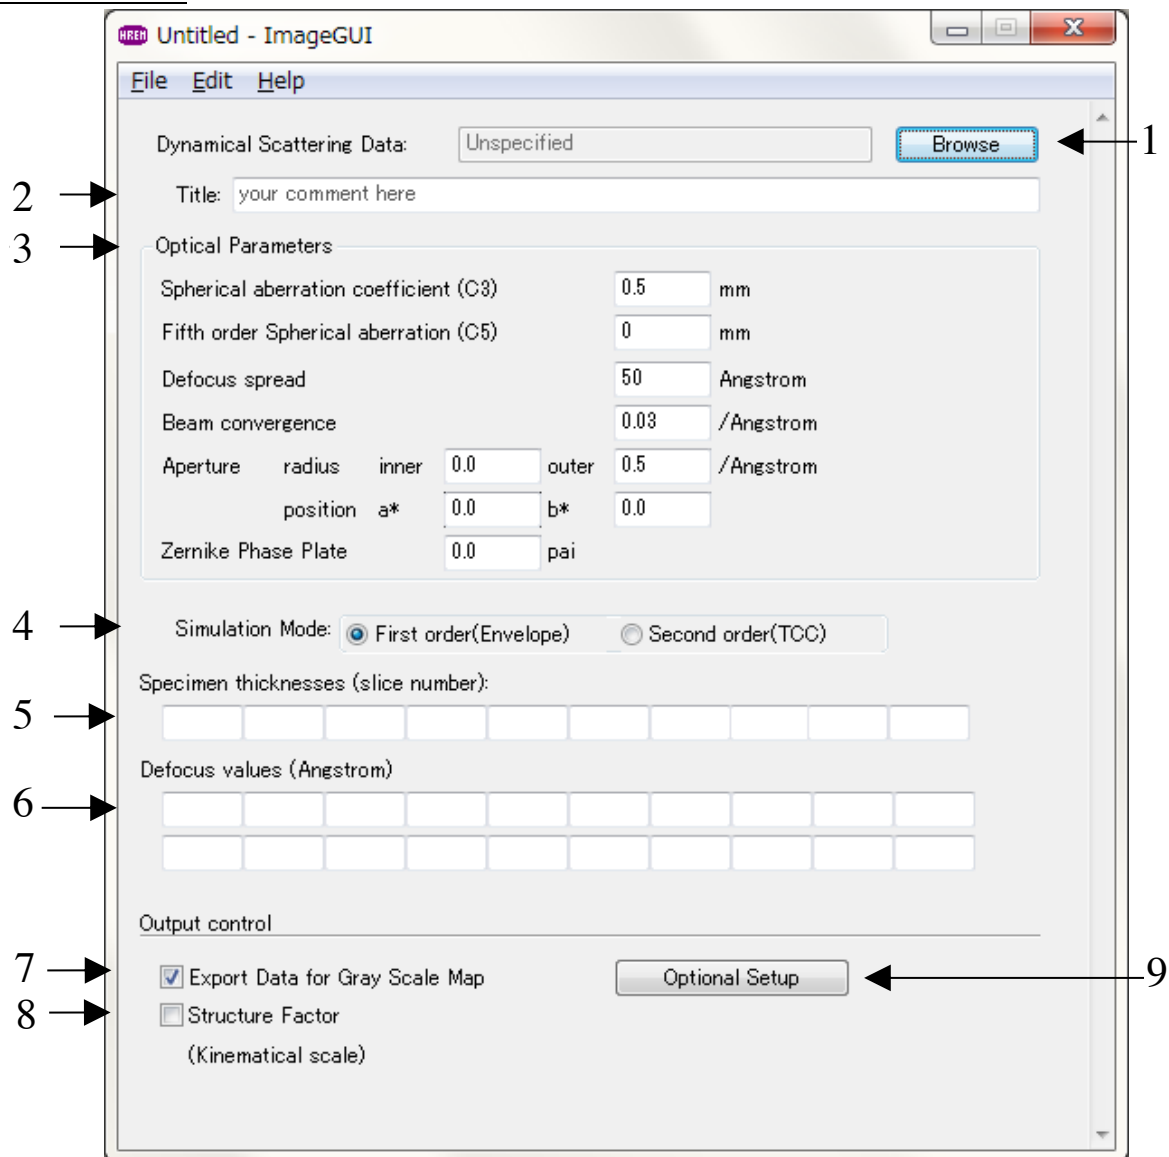 HREM Untitled - ImageGUI
X
File Edit Help
Dynamical Scattering Data: Unspecified Browse 1
2 Title: your comment here
3 Optical Parameters
Spherical aberration coefficient (C3) 0.5 mm
Fifth order Spherical aberration (C5) 0 mm
Defocus spread 50 Angstrom
Beam convergence 0.03 /Angstrom
Aperture radius inner 0.0 outer 0.5 /Angstrom
position a* 0.0 b* 0.0
Zernike Phase Plate 0.0 pai
4 Simulation Mode: First order(Envelope) Second order(TCC)
Specimen thicknesses (slice number):
5
Defocus values (Angstrom)
6
Output control
7 Export Data for Gray Scale Map Optional Setup 9
8 Structure Factor
(Kinematical scale)